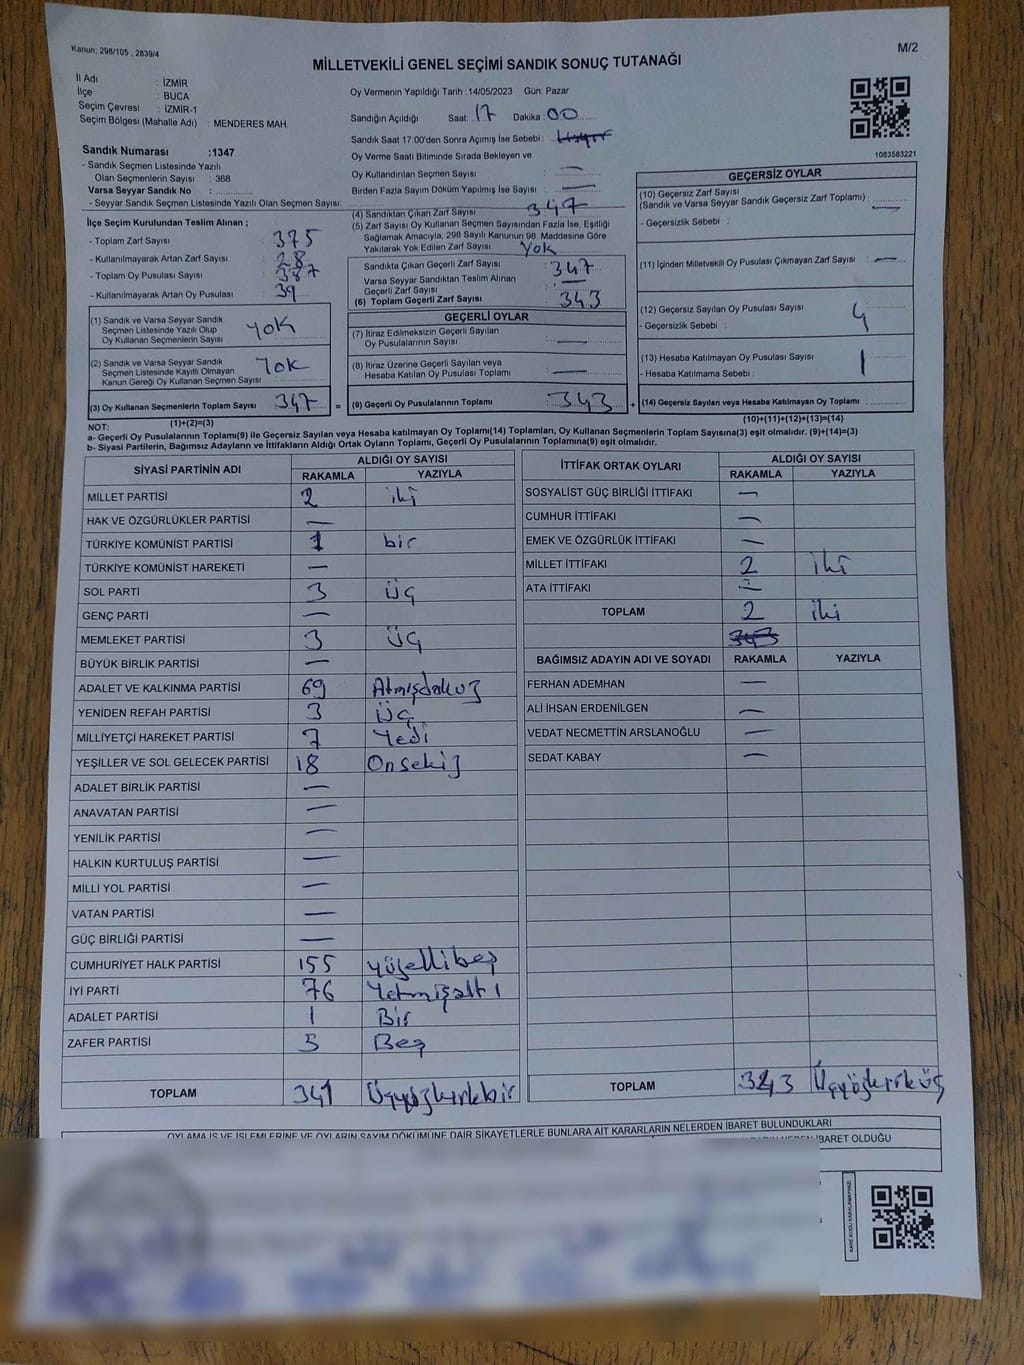 Kanun: 298/105 , 2839/4
M/2
MİLLETVEKİLİ GENEL SEÇİMİ SANDIK SONUÇ TUTANAĞI
İl Adı : İZMİR
İlçe : BUCA
Seçim Çevresi : İZMİR-1
Seçim Bölgesi (Mahalle Adı) : MENDERES MAH.
Oy Vermenin Yapıldığı Tarih :14/05/2023 Gün: Pazar
Sandığın Açıldığı Saat: 17 Dakika: 00
Sandık Saat 17:00'den Sonra Açılmış İse Sebebi :
Oy Verme Saati Bitiminde Sırada Bekleyen ve
Oy Kullandırılan Seçmen Sayısı : —
Birden Fazla Sayım Döküm Yapılmış İse Sayısı : —
1083583221
Sandık Numarası :1347
- Sandık Seçmen Listesinde Yazılı
Olan Seçmenlerin Sayısı : 368
Varsa Seyyar Sandık No :
- Seyyar Sandık Seçmen Listesinde Yazılı Olan Seçmen Sayısı:
İlçe Seçim Kurulundan Teslim Alınan ;
- Toplam Zarf Sayısı : 375
- Kullanılmayarak Artan Zarf Sayısı : 28
- Toplam Oy Pusulası Sayısı : 387
- Kullanılmayarak Artan Oy Pusulası : 39
(1) Sandık ve Varsa Seyyar Sandık
Seçmen Listesinde Yazılı Olup
Oy Kullanan Seçmenlerin Sayısı : YOK
(2) Sandık ve Varsa Seyyar Sandık
Seçmen Listesinde Kayıtlı Olmayan
Kanun Gereği Oy Kullanan Seçmen Sayısı : YOK
(3) Oy Kullanan Seçmenlerin Toplam Sayısı : 347
(1)+(2)=(3)
(4) Sandıktan Çıkan Zarf Sayısı : 347
(5) Zarf Sayısı Oy Kullanan Seçmen Sayısından Fazla İse, Eşitliği
Sağlamak Amacıyla; 298 Sayılı Kanunun 98. Maddesine Göre
Yakılarak Yok Edilen Zarf Sayısı : Yok
Sandıkta Çıkan Geçerli Zarf Sayısı : 347
Varsa Seyyar Sandıktan Teslim Alınan
Geçerli Zarf Sayısı : —
(6) Toplam Geçerli Zarf Sayısı : 343
GEÇERLİ OYLAR
(7) İtiraz Edilmeksizin Geçerli Sayılan
Oy Pusulalarının Sayısı : —
(8) İtiraz Üzerine Geçerli Sayılan veya
Hesaba Katılan Oy Pusulası Toplamı : —
= (9) Geçerli Oy Pusulalarının Toplamı : 343
GEÇERSİZ OYLAR
(10) Geçersiz Zarf Sayısı
(Sandık ve Varsa Seyyar Sandık Geçersiz Zarf Toplamı) : —
- Geçersizlik Sebebi :
(11) İçinden Milletvekili Oy Pusulası Çıkmayan Zarf Sayısı : —
(12) Geçersiz Sayılan Oy Pusulası Sayısı : 4
- Geçersizlik Sebebi :
(13) Hesaba Katılmayan Oy Pusulası Sayısı : 1
- Hesaba Katılmama Sebebi :
+ (14) Geçersiz Sayılan veya Hesaba Katılmayan Oy Toplamı :
(10)+(11)+(12)+(13)=(14)
NOT:
a- Geçerli Oy Pusulalarının Toplamı(9) ile Geçersiz Sayılan veya Hesaba katılmayan Oy Toplamı(14) Toplamları, Oy Kullanan Seçmenlerin Toplam Sayısına(3) eşit olmalıdır. (9)+(14)=(3)
b- Siyasi Partilerin, Bağımsız Adayların ve İttifakların Aldığı Ortak Oyların Toplamı, Geçerli Oy Pusulalarının Toplamına(9) eşit olmalıdır.
SİYASİ PARTİNİN ADI ALDIĞI OY SAYISI
RAKAMLA YAZIYLA
MİLLET PARTİSİ 2 iki
HAK VE ÖZGÜRLÜKLER PARTİSİ —
TÜRKİYE KOMÜNİST PARTİSİ 1 bir
TÜRKİYE KOMÜNİST HAREKETİ —
SOL PARTİ 3 üç
GENÇ PARTİ —
MEMLEKET PARTİSİ 3 üç
BÜYÜK BİRLİK PARTİSİ —
ADALET VE KALKINMA PARTİSİ 69 Atmışdokuz
YENİDEN REFAH PARTİSİ 3 üç
MİLLİYETÇİ HAREKET PARTİSİ 7 Yedi
YEŞİLLER VE SOL GELECEK PARTİSİ 18 Onsekiz
ADALET BİRLİK PARTİSİ —
ANAVATAN PARTİSİ —
YENİLİK PARTİSİ —
HALKIN KURTULUŞ PARTİSİ —
MİLLİ YOL PARTİSİ —
VATAN PARTİSİ —
GÜÇ BİRLİĞİ PARTİSİ —
CUMHURİYET HALK PARTİSİ 155 yüzellibeş
İYİ PARTİ 76 Yetmişaltı
ADALET PARTİSİ 1 Bir
ZAFER PARTİSİ 5 Beş
TOPLAM 341 Üçyüzkırkbir
İTTİFAK ORTAK OYLARI ALDIĞI OY SAYISI
RAKAMLA YAZIYLA
SOSYALİST GÜÇ BİRLİĞİ İTTİFAKI —
CUMHUR İTTİFAKI —
EMEK VE ÖZGÜRLÜK İTTİFAKI —
MİLLET İTTİFAKI 2 iki
ATA İTTİFAKI —
TOPLAM 2 iki
343
BAĞIMSIZ ADAYIN ADI VE SOYADI RAKAMLA YAZIYLA
FERHAN ADEMHAN —
ALİ İHSAN ERDENİLGEN —
VEDAT NECMETTİN ARSLANOĞLU —
SEDAT KABAY —
TOPLAM 343 Üçyüzkırküç
OYLAMA İŞ VE İŞLEMLERİNE VE OYLARIN SAYIM DÖKÜMÜNE DAİR ŞİKAYETLERLE BUNLARA AİT KARARLARIN NELERDEN İBARET BULUNDUKLARI
NEDEN İBARET OLDUĞU
KARE KODU KARALAMAYINIZ!